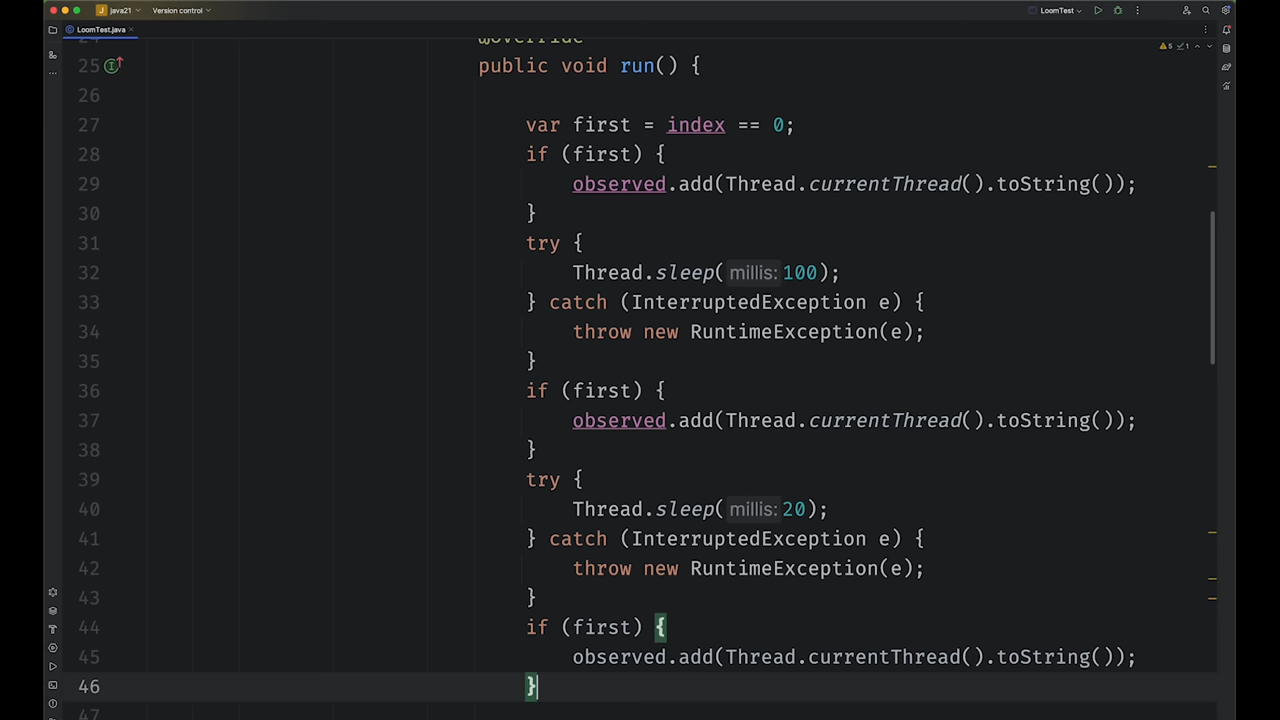 java21 Version control LoomTest
LoomTest.java
@Override 5 1
25 public void run() {
26
27 var first = index == 0;
28 if (first) {
29 observed.add(Thread.currentThread().toString());
30 }
31 try {
32 Thread.sleep( millis: 100);
33 } catch (InterruptedException e) {
34 throw new RuntimeException(e);
35 }
36 if (first) {
37 observed.add(Thread.currentThread().toString());
38 }
39 try {
40 Thread.sleep( millis: 20);
41 } catch (InterruptedException e) {
42 throw new RuntimeException(e);
43 }
44 if (first) {
45 observed.add(Thread.currentThread().toString());
46 }
47